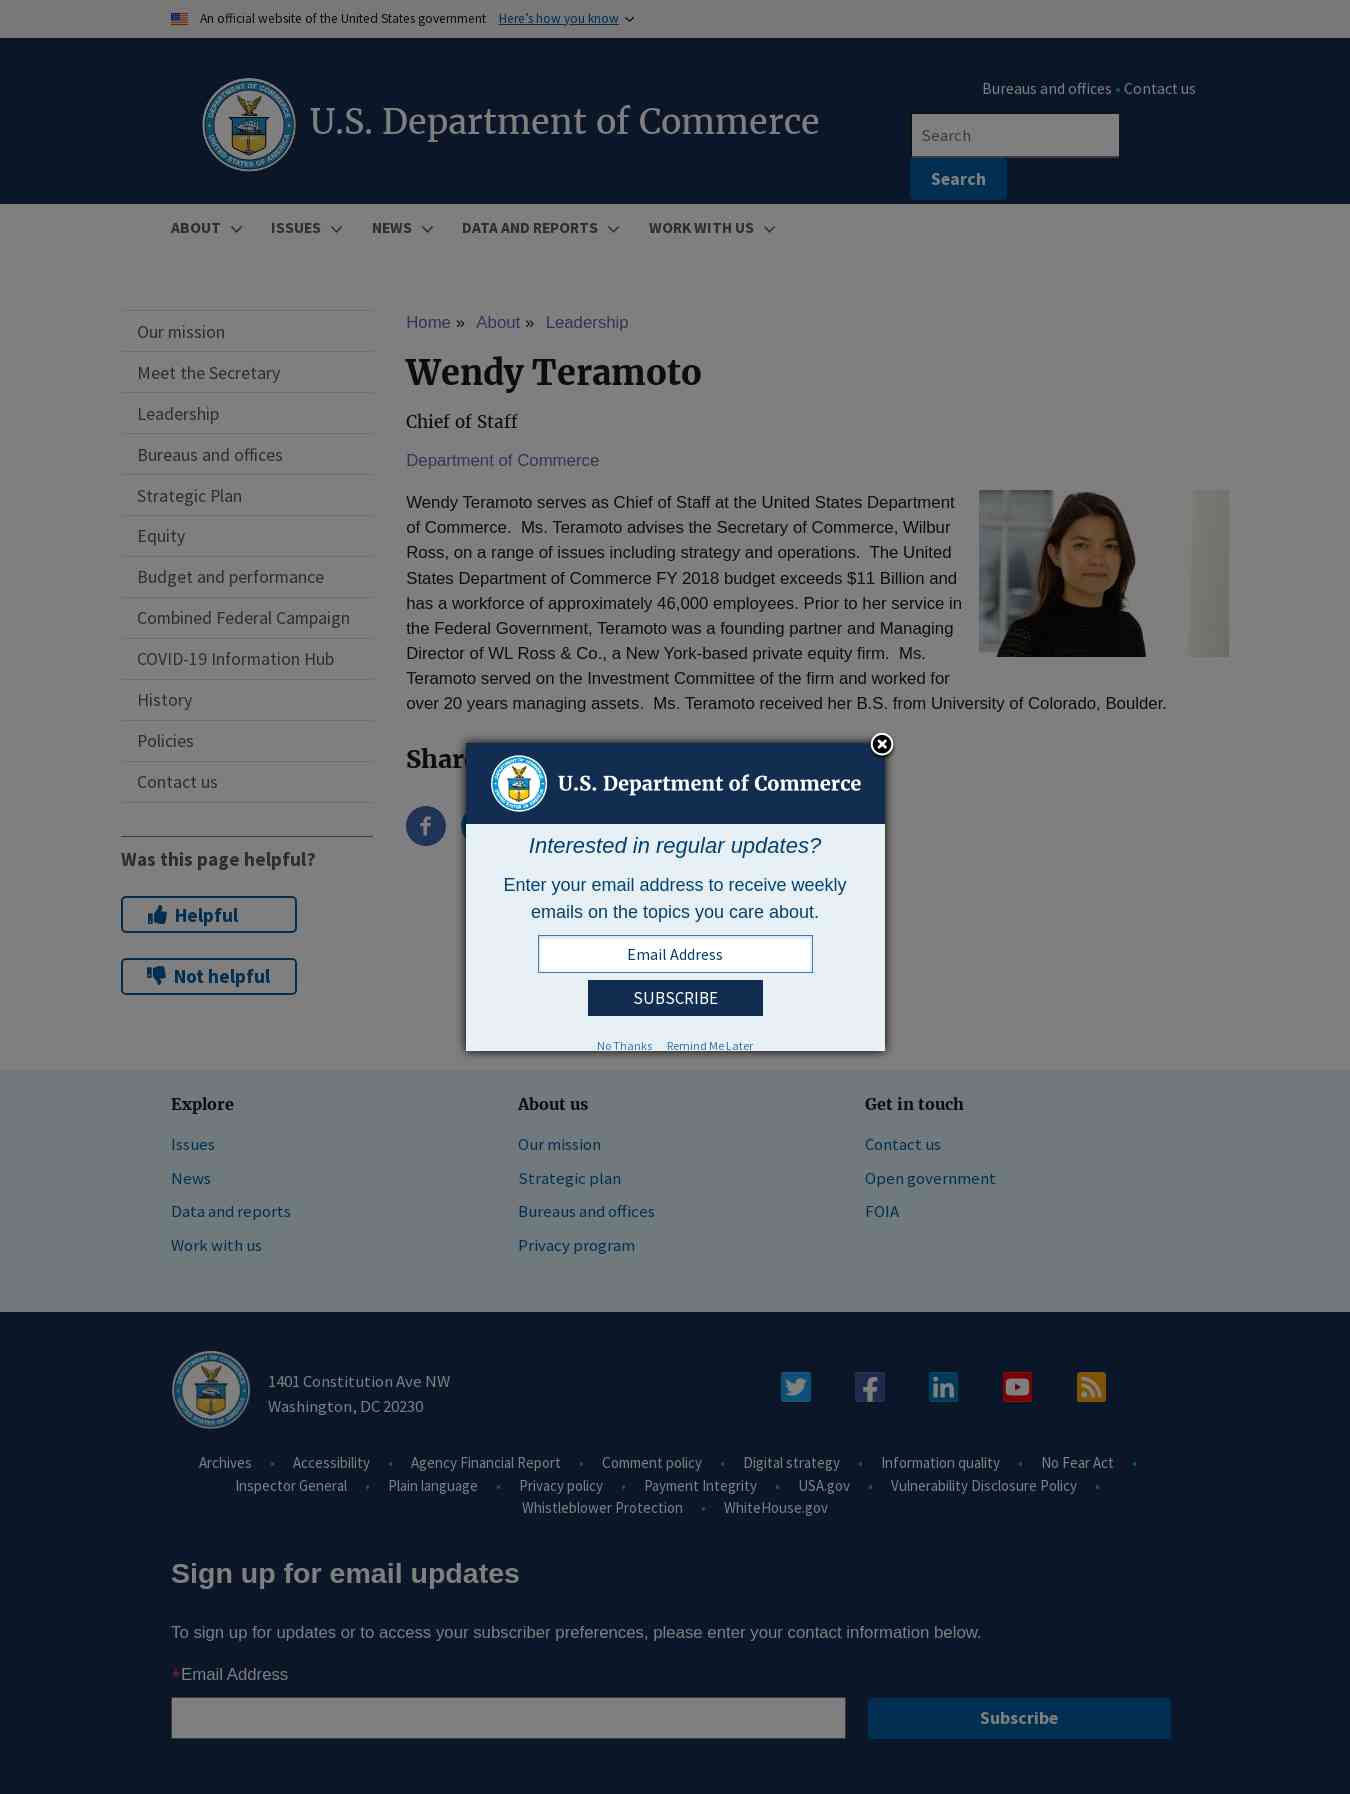 An official website of the United States government Here's how you know
Bureaus and offices • Contact us
U.S. Department of Commerce
Search
Search
ABOUT ISSUES NEWS DATA AND REPORTS WORK WITH US
Our mission
Meet the Secretary
Leadership
Bureaus and offices
Strategic Plan
Equity
Budget and performance
Combined Federal Campaign
COVID-19 Information Hub
History
Policies
Contact us
Was this page helpful?
Helpful
Not helpful
Home » About » Leadership
Wendy Teramoto
Chief of Staff
Department of Commerce
Wendy Teramoto serves as Chief of Staff at the United States Department
of Commerce.  Ms. Teramoto advises the Secretary of Commerce, Wilbur
Ross, on a range of issues including strategy and operations.  The United
States Department of Commerce FY 2018 budget exceeds $11 Billion and
has a workforce of approximately 46,000 employees. Prior to her service in
the Federal Government, Teramoto was a founding partner and Managing
Director of WL Ross & Co., a New York-based private equity firm.  Ms.
Teramoto served on the Investment Committee of the firm and worked for
over 20 years managing assets.  Ms. Teramoto received her B.S. from University of Colorado, Boulder.
U.S. Department of Commerce
Interested in regular updates?
Enter your email address to receive weekly
emails on the topics you care about.
Email Address
SUBSCRIBE
No Thanks Remind Me Later
Explore
Issues
News
Data and reports
Work with us
About us
Our mission
Strategic plan
Bureaus and offices
Privacy program
Get in touch
Contact us
Open government
FOIA
1401 Constitution Ave NW
Washington, DC 20230
Archives • Accessibility • Agency Financial Report • Comment policy • Digital strategy • Information quality • No Fear Act •
Inspector General • Plain language • Privacy policy • Payment Integrity • USA.gov • Vulnerability Disclosure Policy •
Whistleblower Protection • WhiteHouse.gov
Sign up for email updates
To sign up for updates or to access your subscriber preferences, please enter your contact information below.
*Email Address
Subscribe